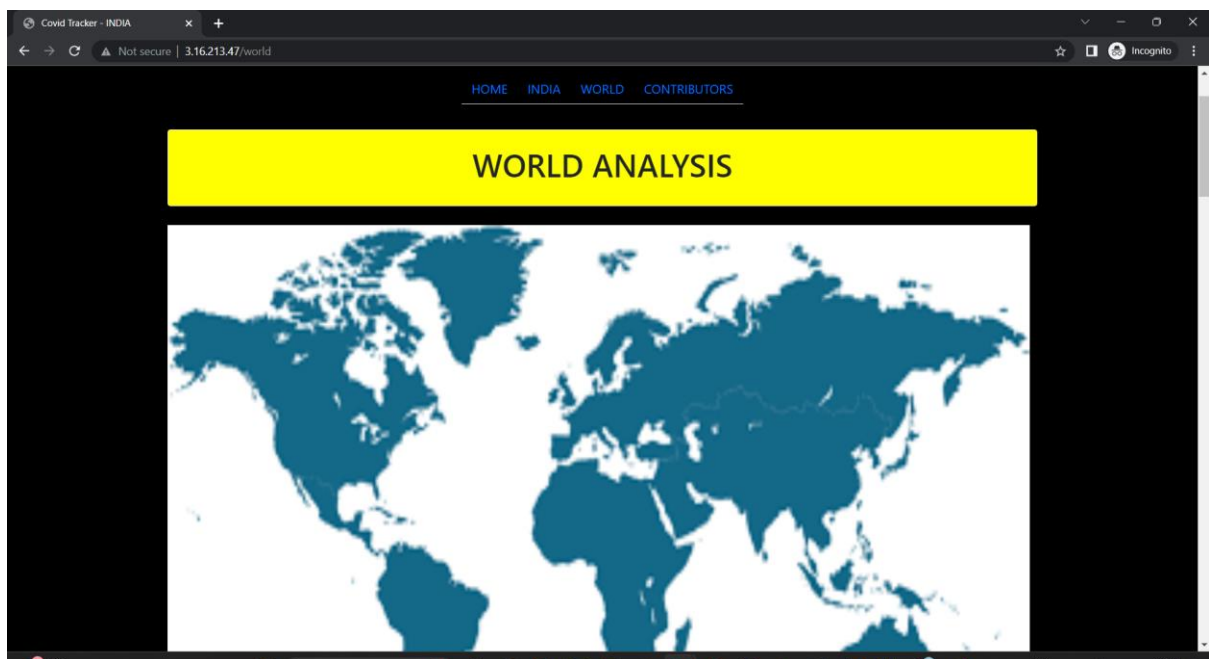 Covid Tracker - INDIA
Not secure | 3.16.213.47/world
Incognito
HOME INDIA WORLD CONTRIBUTORS
WORLD ANALYSIS